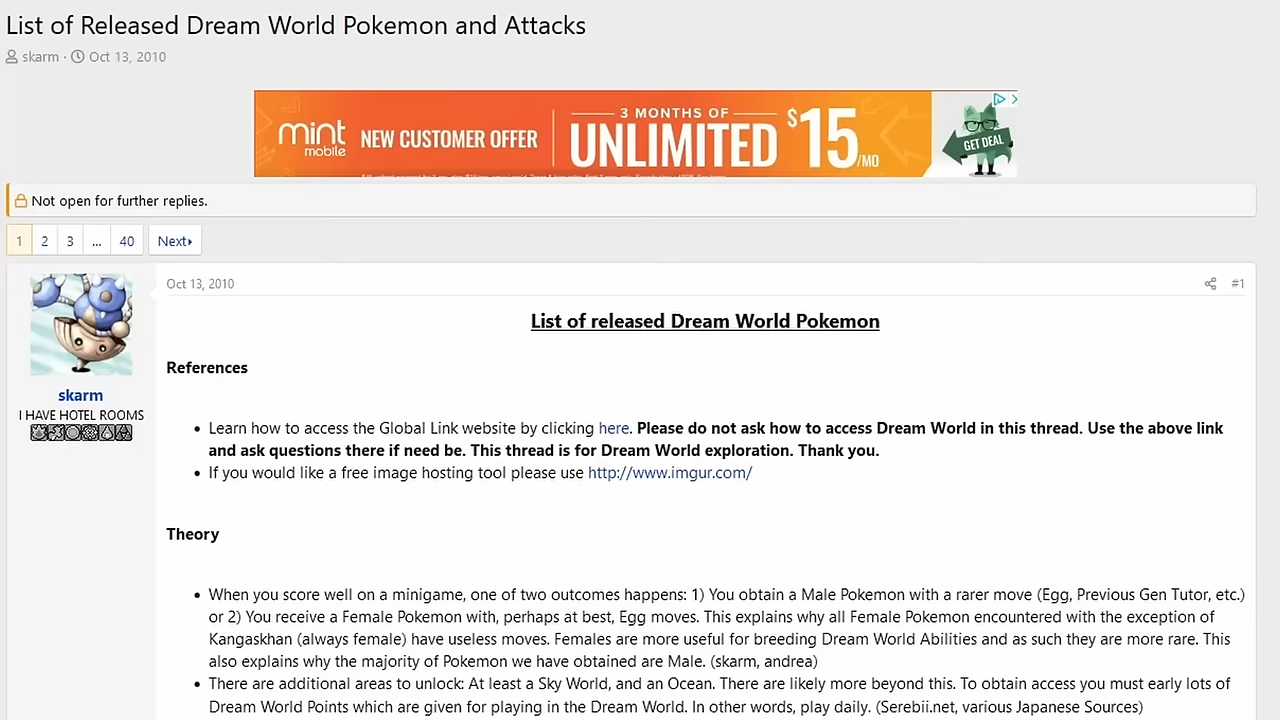 List of Released Dream World Pokemon and Attacks
skarm · Oct 13, 2010
mint mobile NEW CUSTOMER OFFER 3 MONTHS OF UNLIMITED $15/MO GET DEAL
Not open for further replies.
1 2 3 ... 40 Next
Oct 13, 2010 #1
List of released Dream World Pokemon
References
skarm
I HAVE HOTEL ROOMS
Learn how to access the Global Link website by clicking here. Please do not ask how to access Dream World in this thread. Use the above link
and ask questions there if need be. This thread is for Dream World exploration. Thank you.
If you would like a free image hosting tool please use http://www.imgur.com/
Theory
When you score well on a minigame, one of two outcomes happens: 1) You obtain a Male Pokemon with a rarer move (Egg, Previous Gen Tutor, etc.)
or 2) You receive a Female Pokemon with, perhaps at best, Egg moves. This explains why all Female Pokemon encountered with the exception of
Kangaskhan (always female) have useless moves. Females are more useful for breeding Dream World Abilities and as such they are more rare. This
also explains why the majority of Pokemon we have obtained are Male. (skarm, andrea)
There are additional areas to unlock: At least a Sky World, and an Ocean. There are likely more beyond this. To obtain access you must early lots of
Dream World Points which are given for playing in the Dream World. In other words, play daily. (Serebii.net, various Japanese Sources)